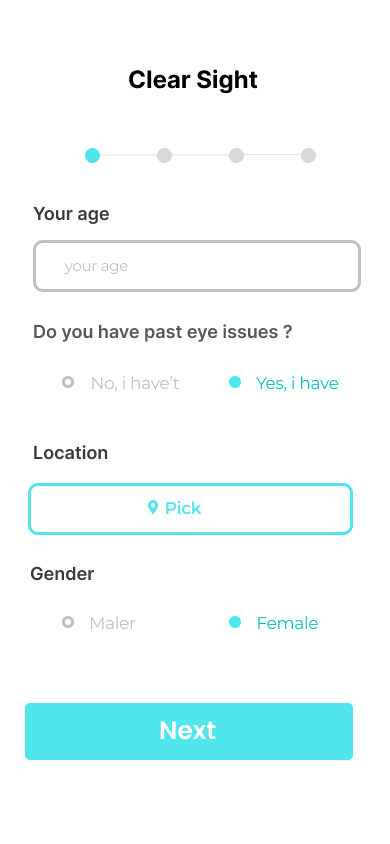 Clear Sight
Your age
your age
Do you have past eye issues ?
No, i have't
Yes, i have
Location
Pick
Gender
Maler
Female
Next